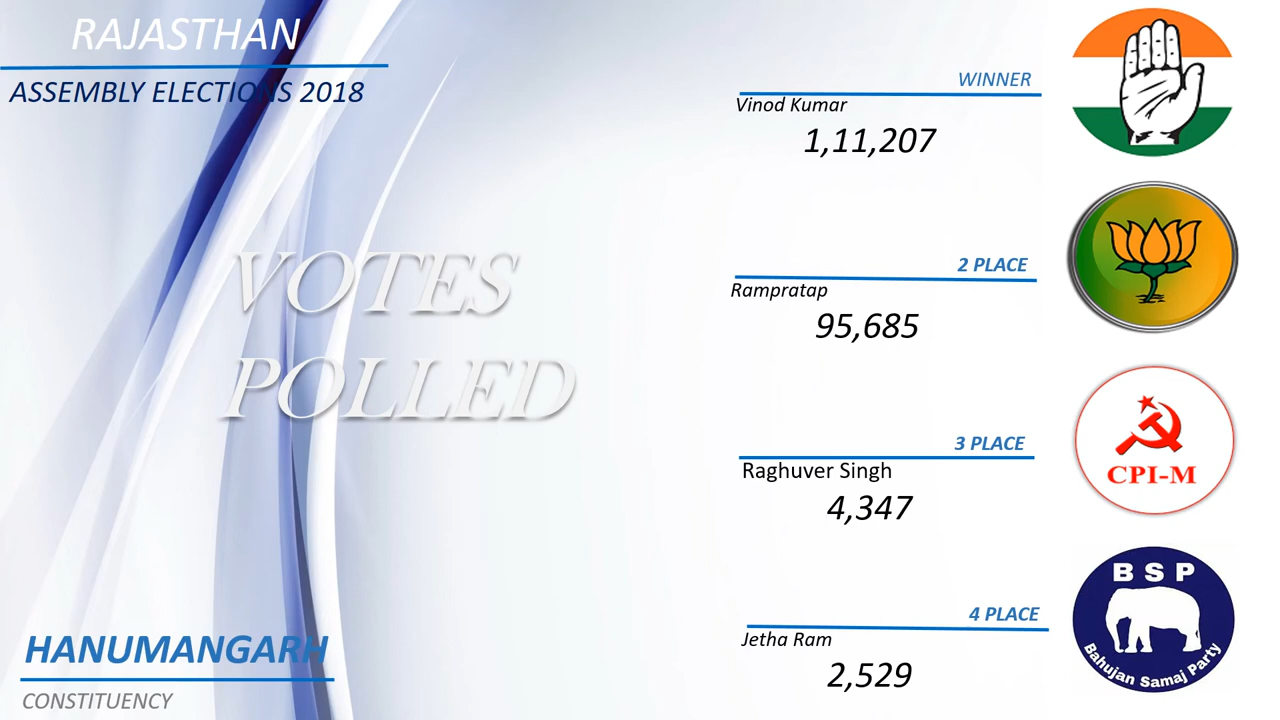 RAJASTHAN
ASSEMBLY ELECTIONS 2018
VOTES
POLLED
HANUMANGARH
CONSTITUENCY
WINNER
Vinod Kumar
1,11,207
2 PLACE
Rampratap
95,685
3 PLACE
Raghuver Singh
4,347
CPI-M
4 PLACE
Jetha Ram
2,529
BSP
Bahujan Samaj Party